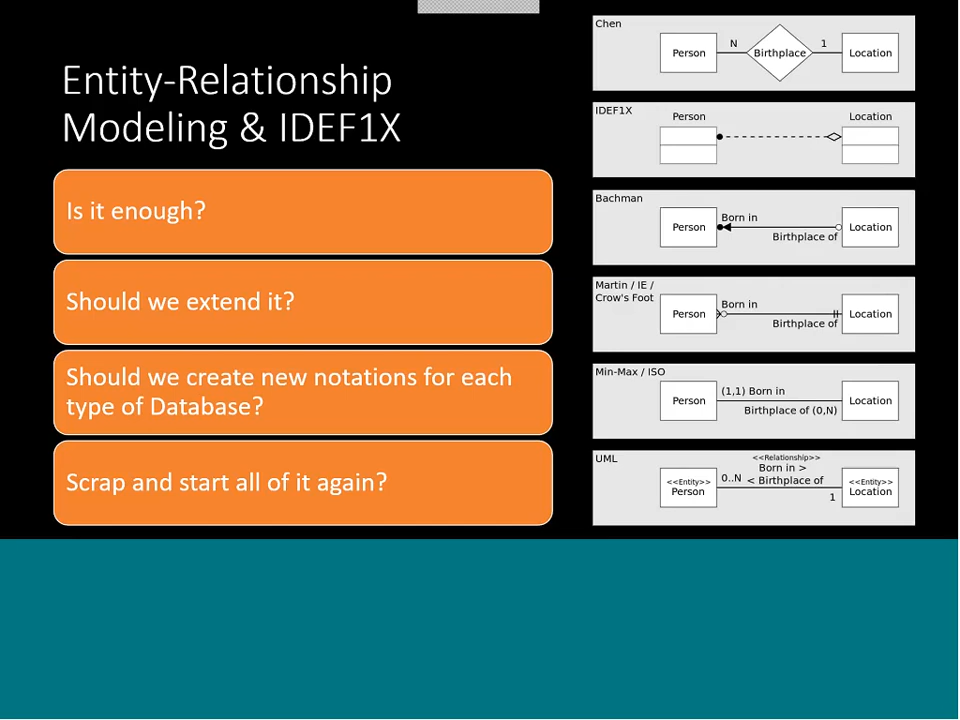 Entity-Relationship
Modeling & IDEF1X
Is it enough?
Should we extend it?
Should we create new notations for each
type of Database?
Scrap and start all of it again?
Chen
Person N Birthplace 1 Location
IDEF1X
Person Location
Bachman
Born in
Person Location
Birthplace of
Martin / IE /
Crow's Foot
Born in
Person Location
Birthplace of
Min-Max / ISO
(1,1) Born in
Person Location
Birthplace of (0,N)
UML
<<Relationship>>
Born in >
<<Entity>> 0..N < Birthplace of <<Entity>>
Person Location
1